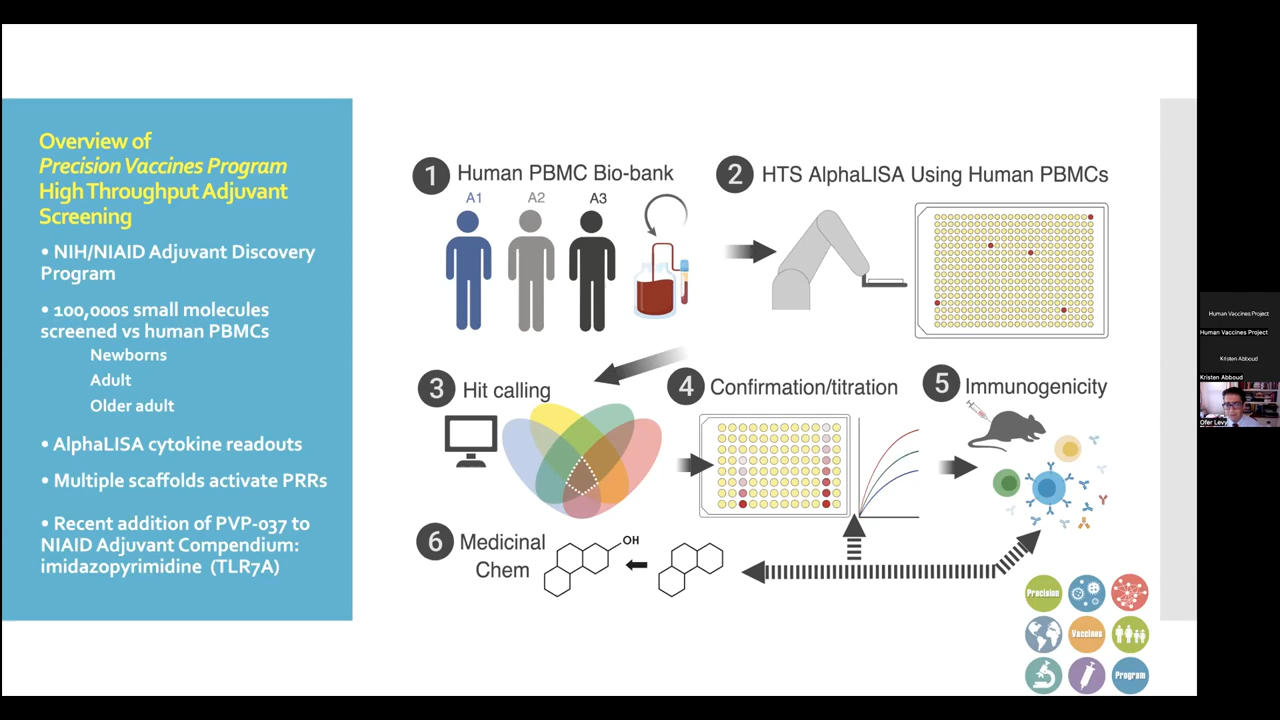 Overview of
Precision Vaccines Program
High Throughput Adjuvant
Screening
• NIH/NIAID Adjuvant Discovery
Program
• 100,000s small molecules
screened vs human PBMCs
Newborns
Adult
Older adult
• AlphaLISA cytokine readouts
• Multiple scaffolds activate PRRs
• Recent addition of PVP-037 to
NIAID Adjuvant Compendium:
imidazopyrimidine (TLR7A)
1 Human PBMC Bio-bank
A1 A2 A3
2 HTS AlphaLISA Using Human PBMCs
3 Hit calling
4 Confirmation/titration
5 Immunogenicity
6 Medicinal
Chem
OH
Precision
Vaccines
Program
Human Vaccines Project
Human Vaccines Project
Kristen Abboud
Kristen Abboud
Ofer Levy